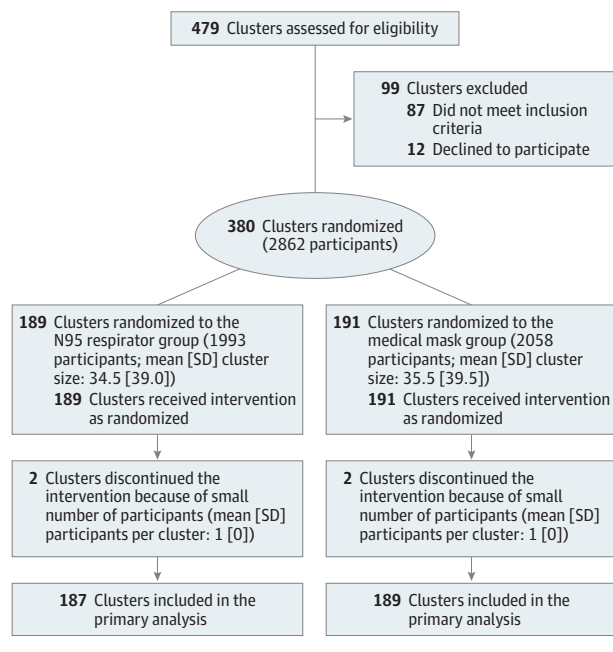 479 Clusters assessed for eligibility
99 Clusters excluded
87 Did not meet inclusion
criteria
12 Declined to participate
380 Clusters randomized
(2862 participants)
189 Clusters randomized to the
N95 respirator group (1993
participants; mean [SD] cluster
size: 34.5 [39.0])
189 Clusters received intervention
as randomized
191 Clusters randomized to the
medical mask group (2058
participants; mean [SD] cluster
size: 35.5 [39.5])
191 Clusters received intervention
as randomized
2 Clusters discontinued the
intervention because of small
number of participants (mean [SD]
participants per cluster: 1 [0])
2 Clusters discontinued the
intervention because of small
number of participants (mean [SD]
participants per cluster: 1 [0])
187 Clusters included in the
primary analysis
189 Clusters included in the
primary analysis